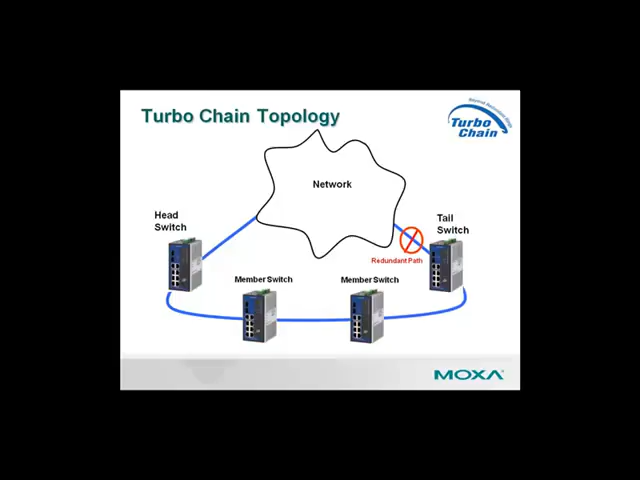 Turbo Chain Topology
Turbo
Chain
Network
Head
Switch
Tail
Switch
Redundant Path
Member Switch
Member Switch
MOXA